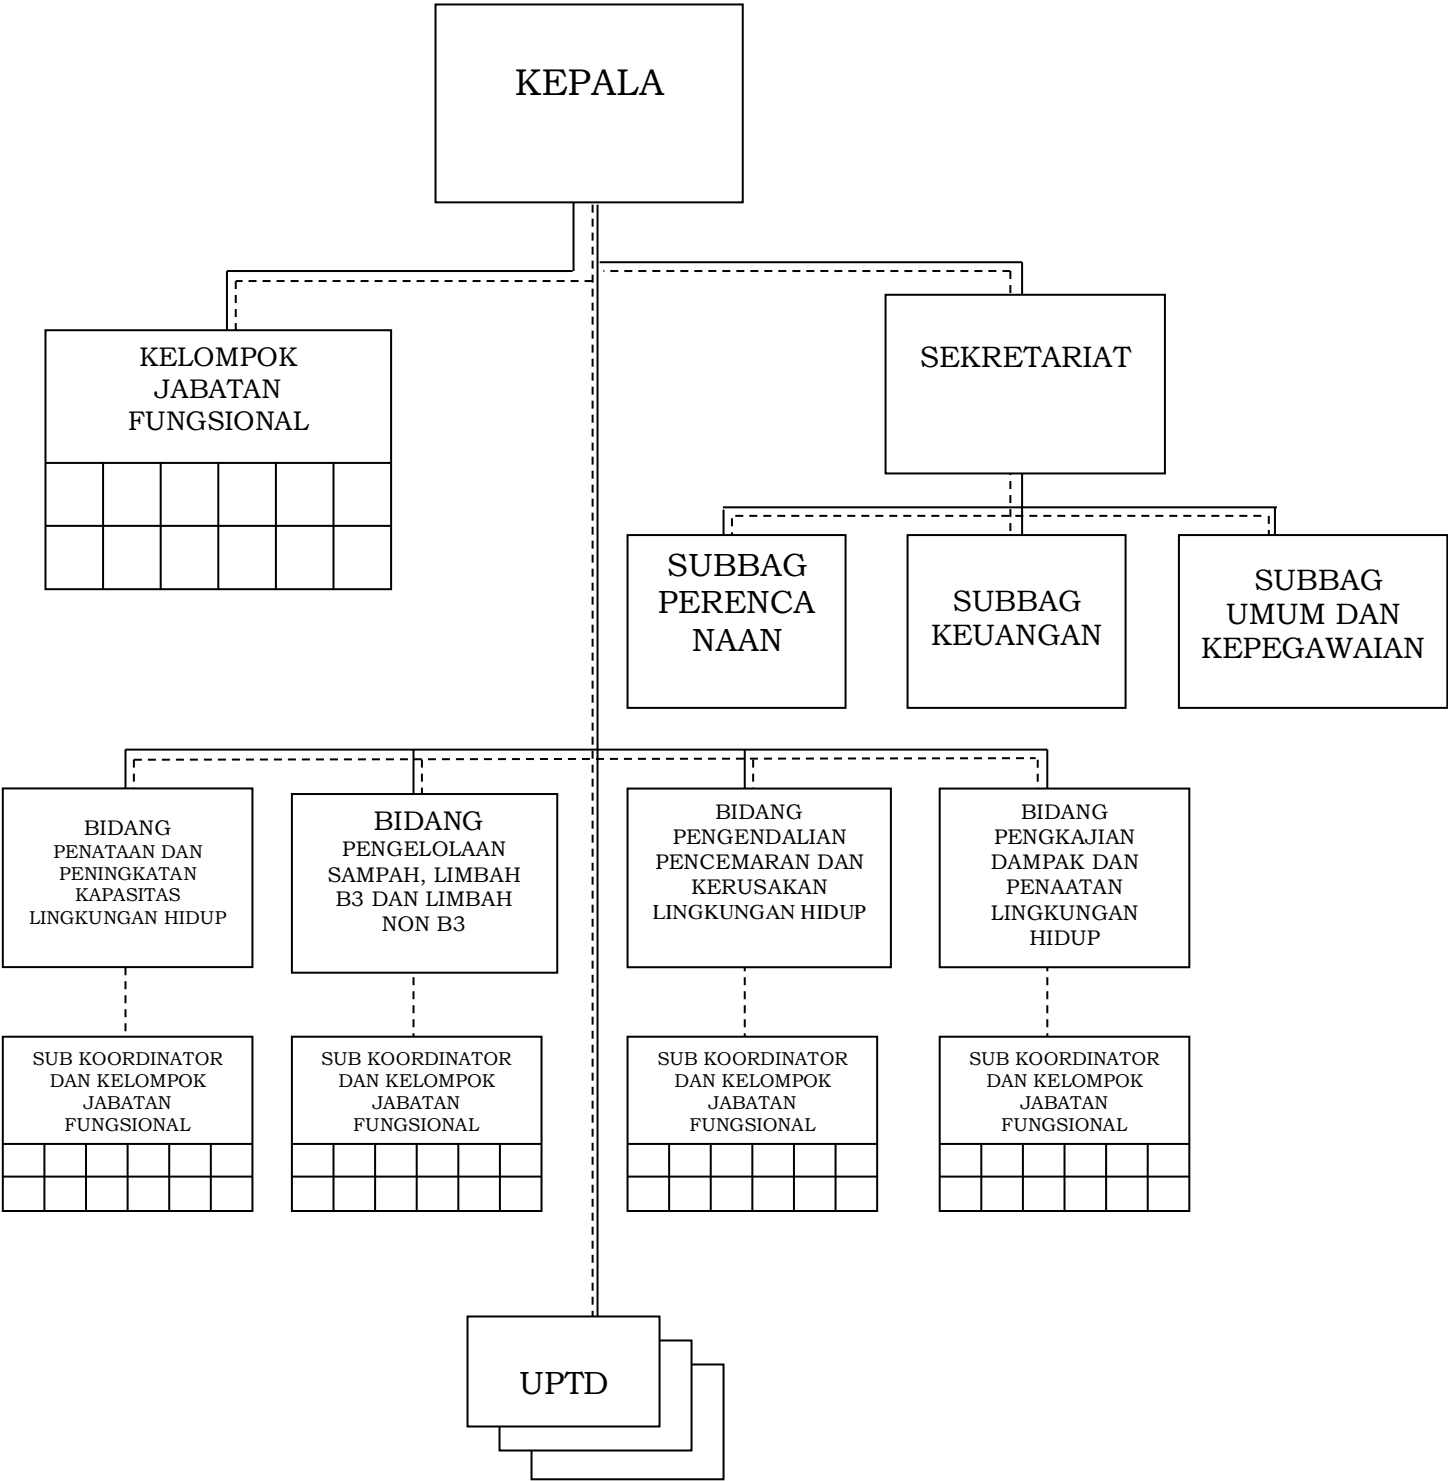 KEPALA
KELOMPOK
JABATAN
FUNGSIONAL
SEKRETARIAT
SUBBAG
PERENCA
NAAN
SUBBAG
KEUANGAN
SUBBAG
UMUM DAN
KEPEGAWAIAN
BIDANG
PENATAAN DAN
PENINGKATAN
KAPASITAS
LINGKUNGAN HIDUP
BIDANG
PENGELOLAAN
SAMPAH, LIMBAH
B3 DAN LIMBAH
NON B3
BIDANG
PENGENDALIAN
PENCEMARAN DAN
KERUSAKAN
LINGKUNGAN HIDUP
BIDANG
PENGKAJIAN
DAMPAK DAN
PENAATAN
LINGKUNGAN
HIDUP
SUB KOORDINATOR
DAN KELOMPOK
JABATAN
FUNGSIONAL
SUB KOORDINATOR
DAN KELOMPOK
JABATAN
FUNGSIONAL
SUB KOORDINATOR
DAN KELOMPOK
JABATAN
FUNGSIONAL
SUB KOORDINATOR
DAN KELOMPOK
JABATAN
FUNGSIONAL
UPTD